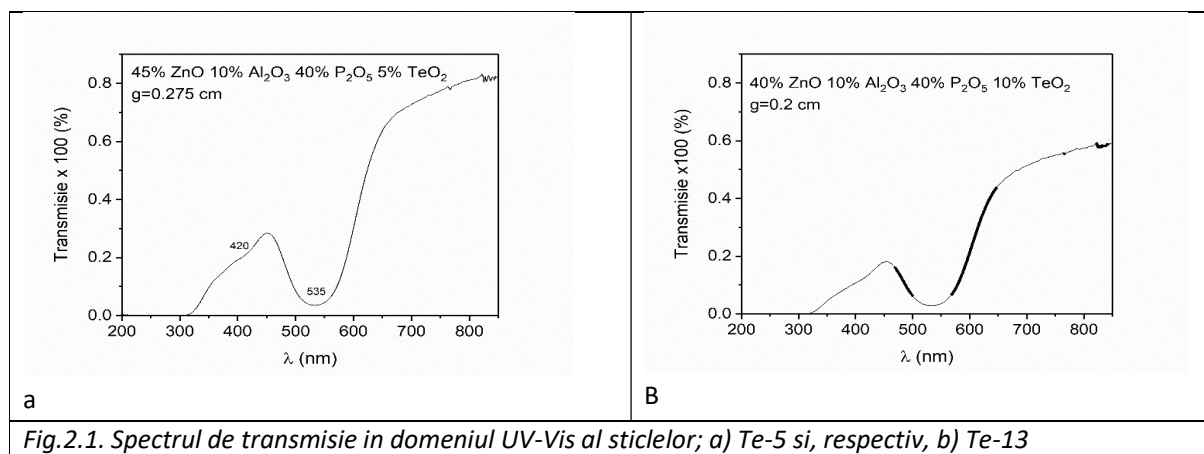 45% ZnO 10% Al₂O₃ 40% P₂O₅ 5% TeO₂
g=0.275 cm
Transmisie x 100 (%)
0.8
0.6
0.4
0.2
0.0
420
535
200 300 400 500 600 700 800
λ (nm)
a
40% ZnO 10% Al₂O₃ 40% P₂O₅ 10% TeO₂
g=0.2 cm
Transmisie x100 (%)
0.8
0.6
0.4
0.2
0.0
200 300 400 500 600 700 800
λ (nm)
B
Fig.2.1. Spectrul de transmisie in domeniul UV-Vis al sticlelor; a) Te-5 si, respectiv, b) Te-13